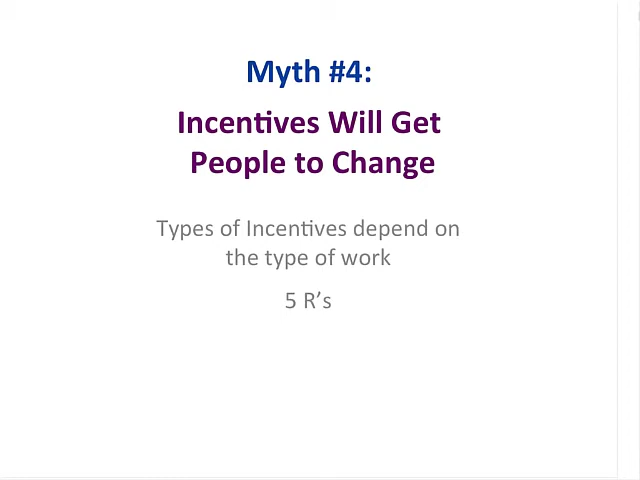 Myth #4:
Incentives Will Get
People to Change
Types of Incentives depend on
the type of work
5 R’s